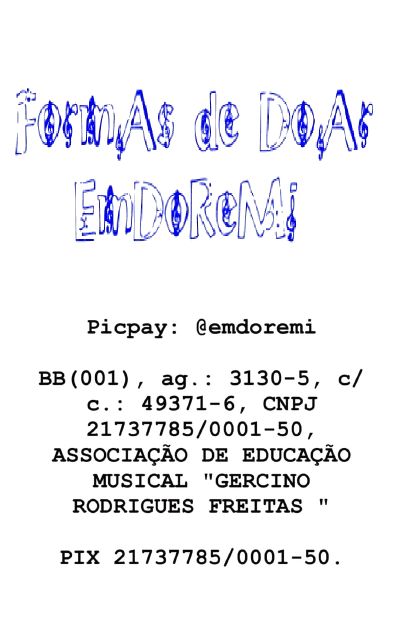 FormAs de DoAr
EmDoReMi
Picpay: @emdoremi
BB(001), ag.: 3130-5, c/
c.: 49371-6, CNPJ
21737785/0001-50,
ASSOCIAÇÃO DE EDUCAÇÃO
MUSICAL "GERCINO
RODRIGUES FREITAS "
PIX 21737785/0001-50.